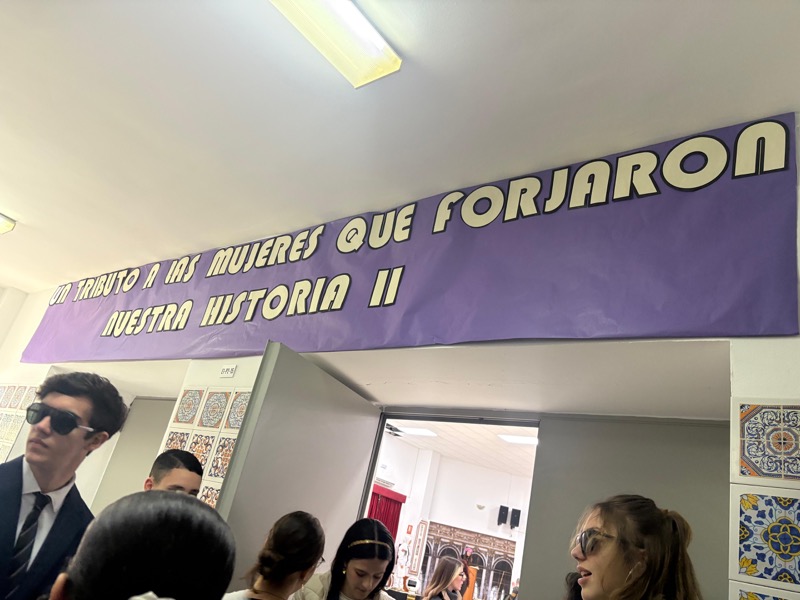 UN TRIBUTO A LAS MUJERES QUE FORJARON
NUESTRA HISTORIA II